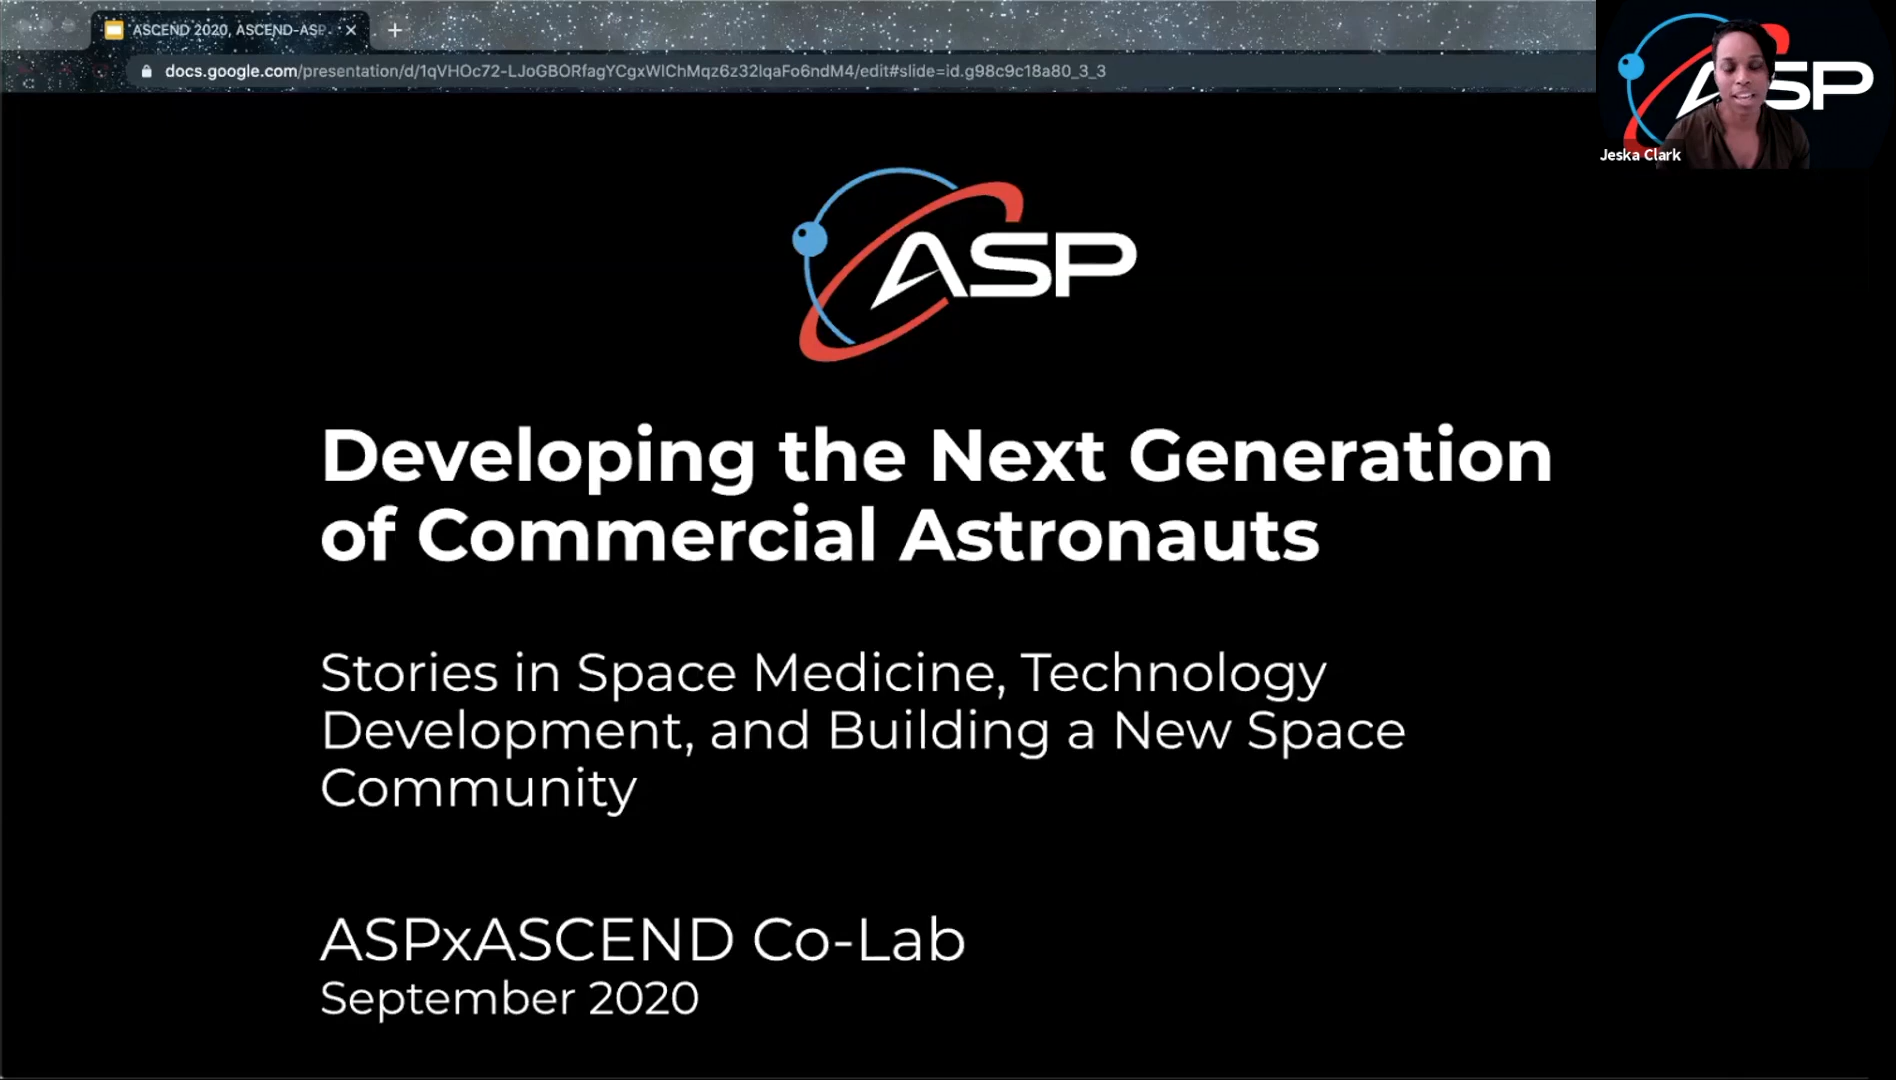 ASCEND 2020, ASCEND-ASP
docs.google.com/presentation/d/1qVHOc72-LJoGBORfagYCgxWlChMqz6z32lqaFo6ndM4/edit#slide=id.g98c9c18a80_3_3
ASP
Jeska Clark
ASP
Developing the Next Generation
of Commercial Astronauts
Stories in Space Medicine, Technology
Development, and Building a New Space
Community
ASPxASCEND Co-Lab
September 2020